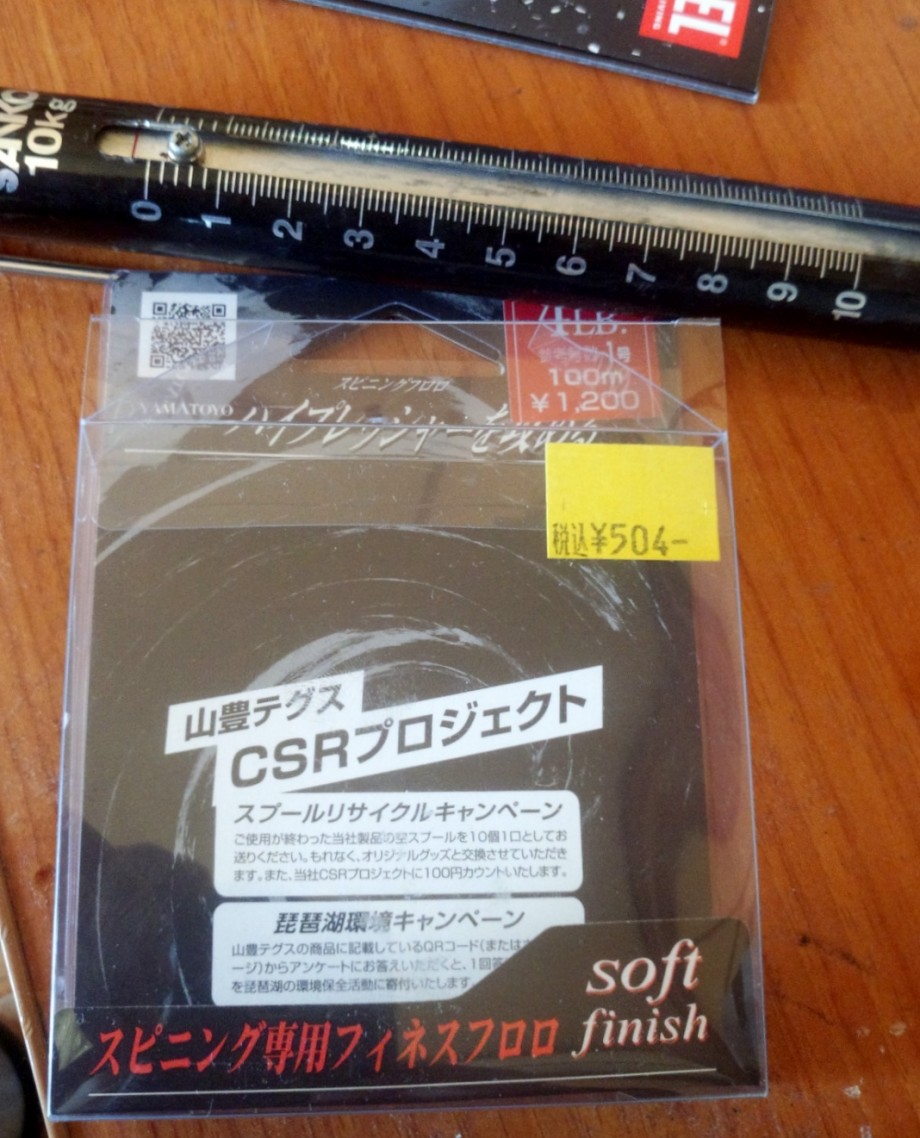 SANKO
10kg
0 1 2 3 4 5 6 7 8 9 10
4LB.
1号
100m
¥1,200
スピニングフロロ
YAMATOYO
ハイプレッシャーを
税込¥504-
山豊テグス
CSRプロジェクト
スプールリサイクルキャンペーン
ご使用が終わった当社製品の空スプールを10個1口としてお
送りください。もれなく、オリジナルグッズと交換させていただき
ます。また、当社CSRプロジェクトに100円カウントいたします。
琵琶湖環境キャンペーン
山豊テグスの商品に記載しているQRコード(または
ージ)からアンケートにお答えいただくと、1回
を琵琶湖の環境保全活動に寄付いたします
soft
finish
スピニング専用フィネスフロロ